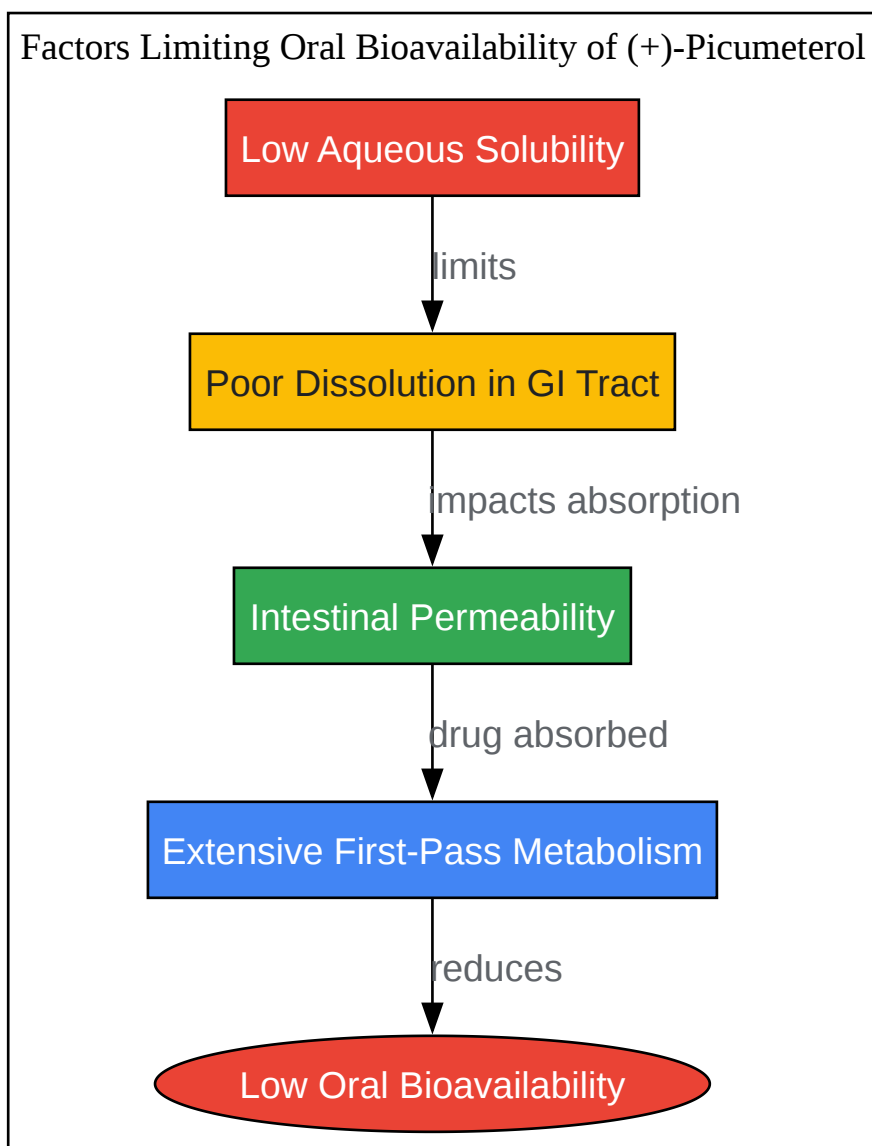 Factors Limiting Oral Bioavailability of (+)-Picumeterol
Low Aqueous Solubility
limits
Poor Dissolution in GI Tract
impacts absorption
Intestinal Permeability
drug absorbed
Extensive First-Pass Metabolism
reduces
Low Oral Bioavailability